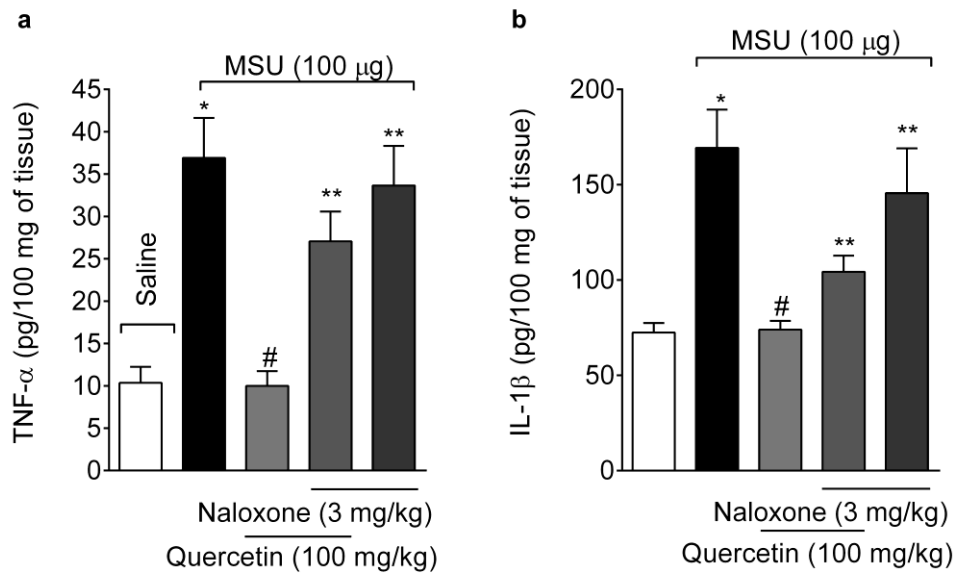 a
MSU (100 μg)
TNF-α (pg/100 mg of tissue)
45
40
35
30
25
20
15
10
5
0
Saline
*
#
**
**
Naloxone (3 mg/kg)
Quercetin (100 mg/kg)
b
MSU (100 μg)
IL-1β (pg/100 mg of tissue)
200
150
100
50
0
*
#
**
**
Naloxone (3 mg/kg)
Quercetin (100 mg/kg)